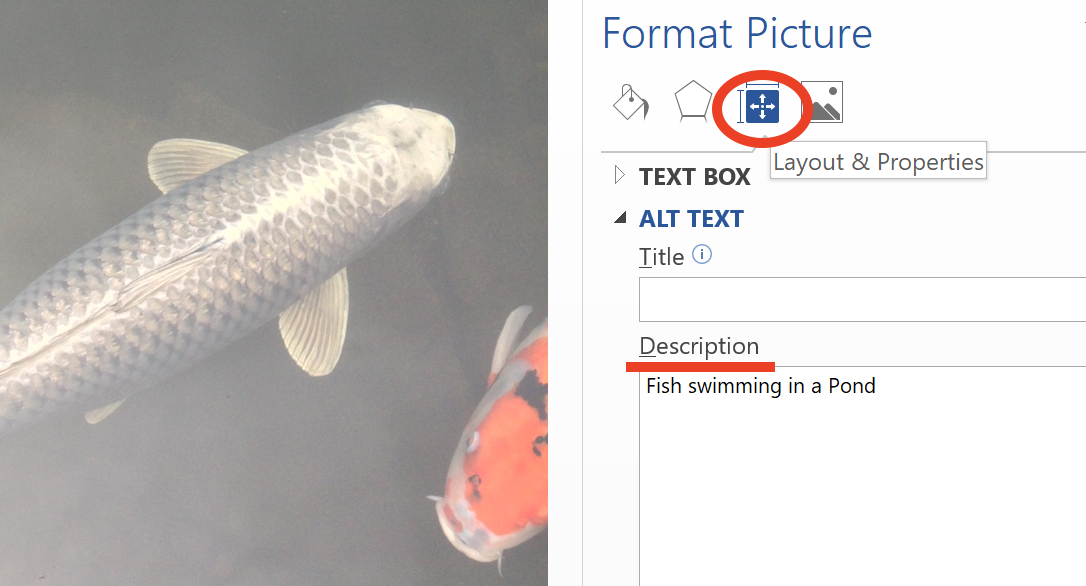 Format Picture
Layout & Properties
TEXT BOX
ALT TEXT
Title
Description
Fish swimming in a Pond